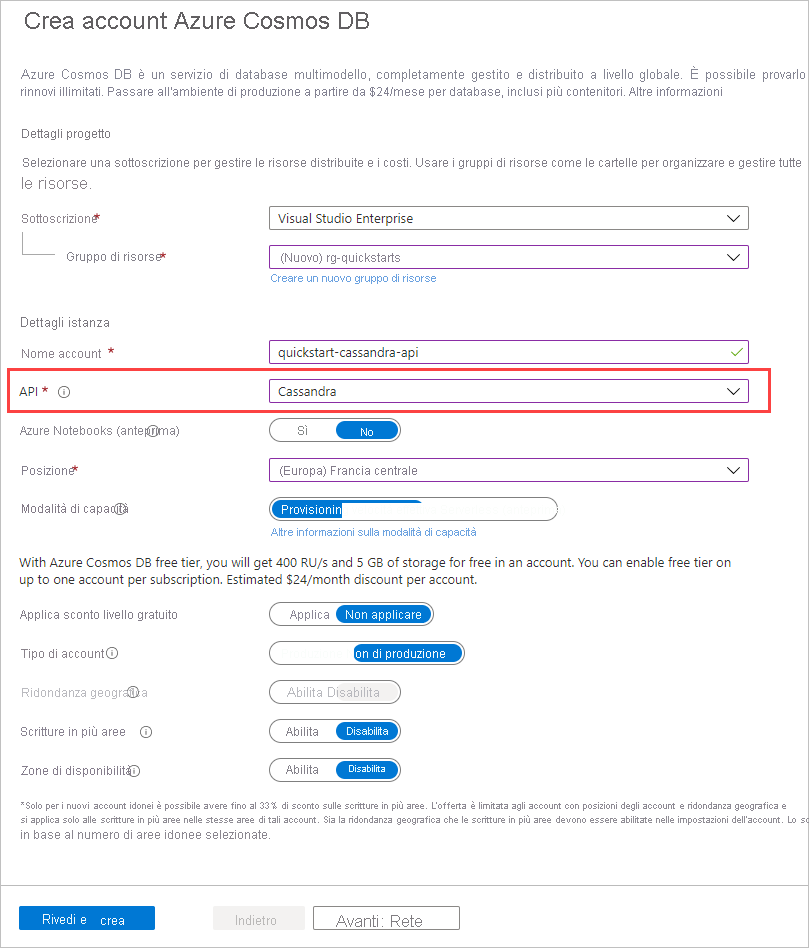 Crea account Azure Cosmos DB
Azure Cosmos DB è un servizio di database multimodello, completamente gestito e distribuito a livello globale. È possibile provarlo
rinnovi illimitati. Passare all'ambiente di produzione a partire da $24/mese per database, inclusi più contenitori. Altre informazioni
Dettagli progetto
Selezionare una sottoscrizione per gestire le risorse distribuite e i costi. Usare i gruppi di risorse come le cartelle per organizzare e gestire tutte
le risorse.
Sottoscrizione* Visual Studio Enterprise
Gruppo di risorse* (Nuovo) rg-quickstarts
Creare un nuovo gruppo di risorse
Dettagli istanza
Nome account * quickstart-cassandra-api
API * Cassandra
Azure Notebooks (anteprima) Sì No
Posizione* (Europa) Francia centrale
Modalità di capacità Provisionin
Altre informazioni sulla modalità di capacità
With Azure Cosmos DB free tier, you will get 400 RU/s and 5 GB of storage for free in an account. You can enable free tier on
up to one account per subscription. Estimated $24/month discount per account.
Applica sconto livello gratuito Applica Non applicare
Tipo di account on di produzione
Ridondanza geografica Abilita Disabilita
Scritture in più aree Abilita Disabilita
Zone di disponibilità Abilita Disabilita
*Solo per i nuovi account idonei è possibile avere fino al 33% di sconto sulle scritture in più aree. L'offerta è limitata agli account con posizioni degli account e ridondanza geografica e
si applica solo alle scritture in più aree nelle stesse aree di tali account. Sia la ridondanza geografica che le scritture in più aree devono essere abilitate nelle impostazioni dell'account. Lo sc
in base al numero di aree idonee selezionate.
Rivedi e crea Indietro Avanti: Rete